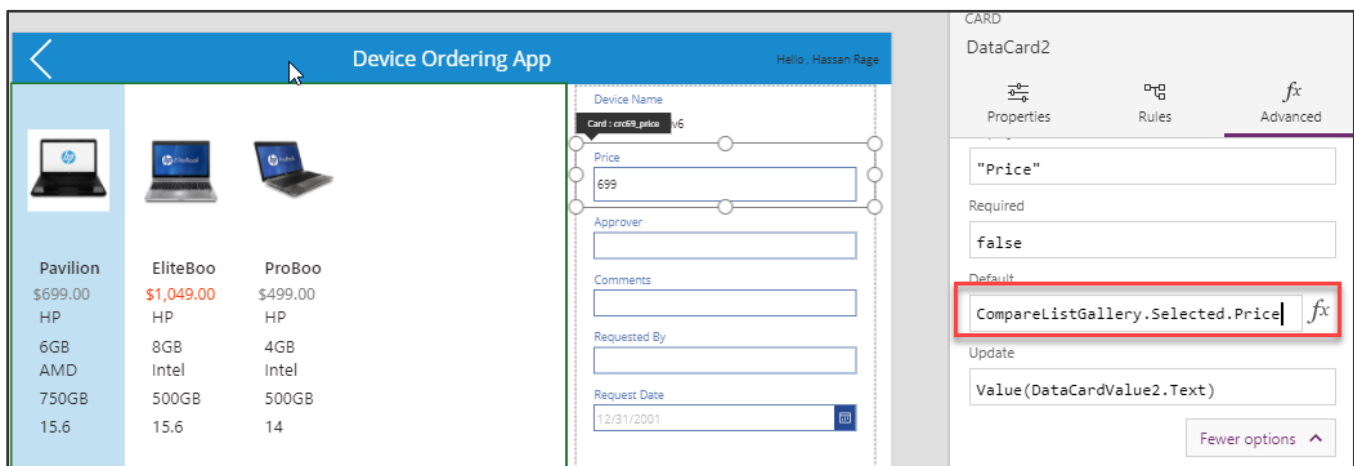 Device Ordering App
Hello , Hassan Rage
Pavilion
$699.00
HP
6GB
AMD
750GB
15.6
EliteBoo
$1,049.00
HP
8GB
Intel
500GB
15.6
ProBoo
$499.00
HP
4GB
Intel
500GB
14
Device Name
Card : crc69_price
v6
Price
699
Approver
Comments
Requested By
Request Date
12/31/2001
CARD
DataCard2
Properties
Rules
Advanced
"Price"
Required
false
Default
CompareListGallery.Selected.Price
Update
Value(DataCardValue2.Text)
Fewer options